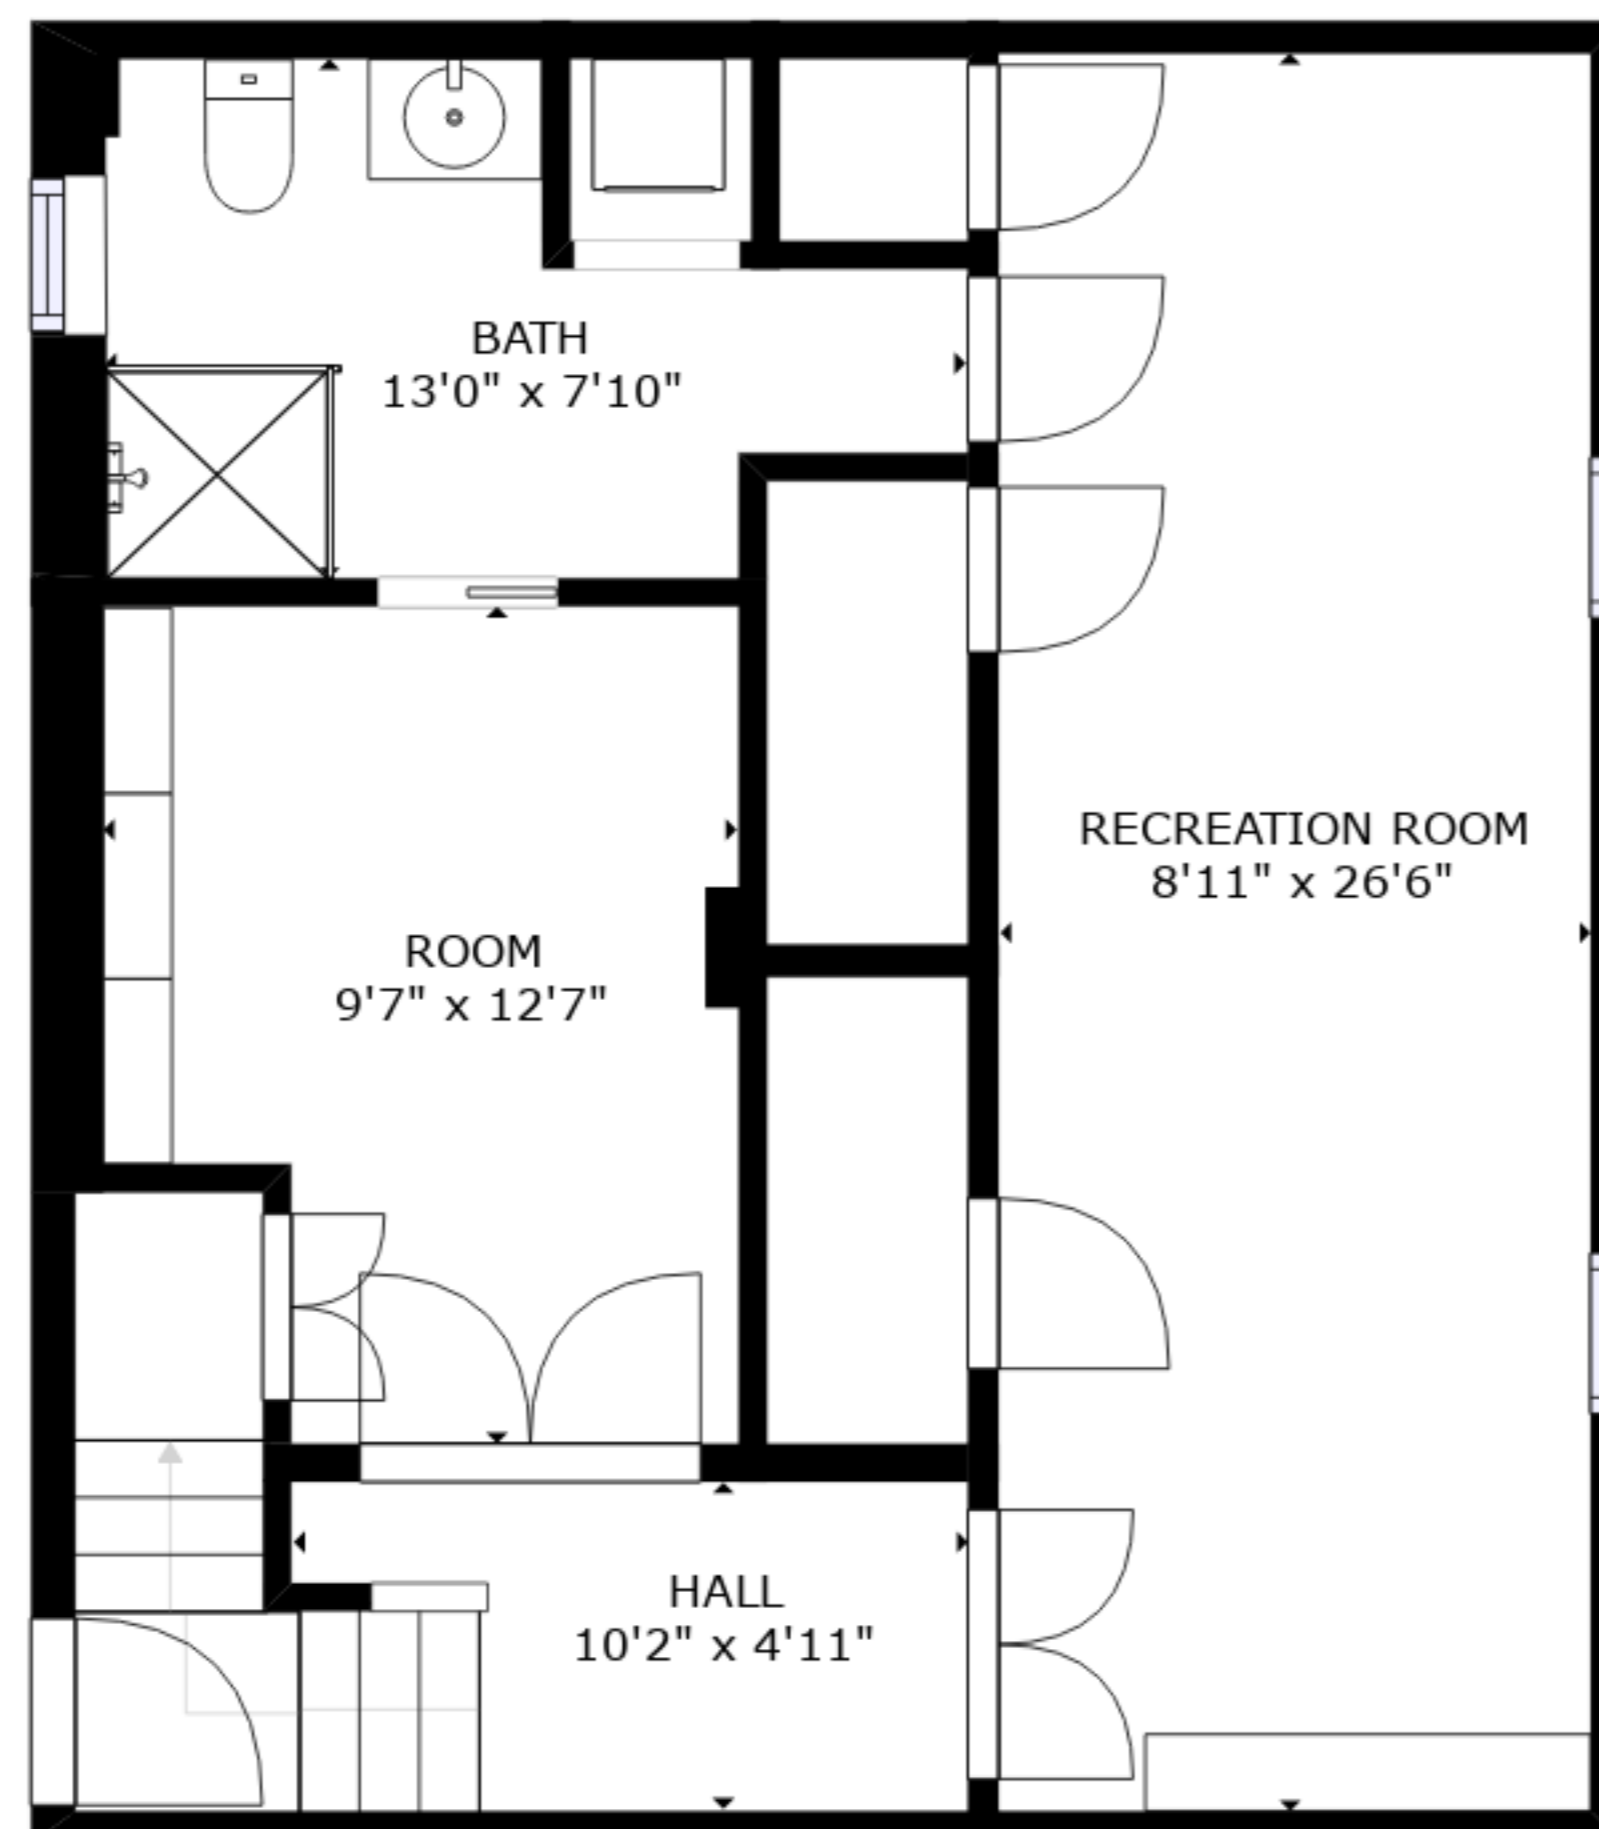 BATH
13'0" x 7'10"
RECREATION ROOM
8'11" x 26'6"
ROOM
9'7" x 12'7"
HALL
10'2" x 4'11"